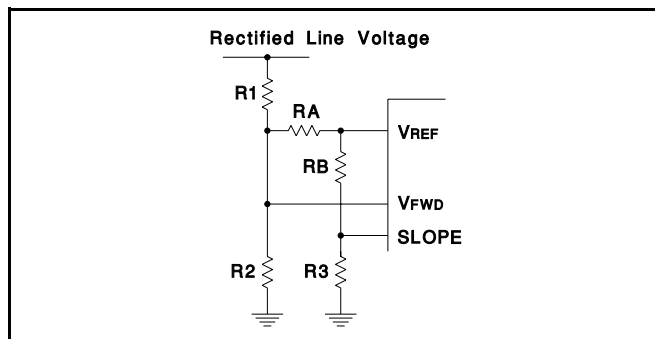 Rectified Line Voltage
R1
RA
VREF
RB
VFWD
SLOPE
R2
R3